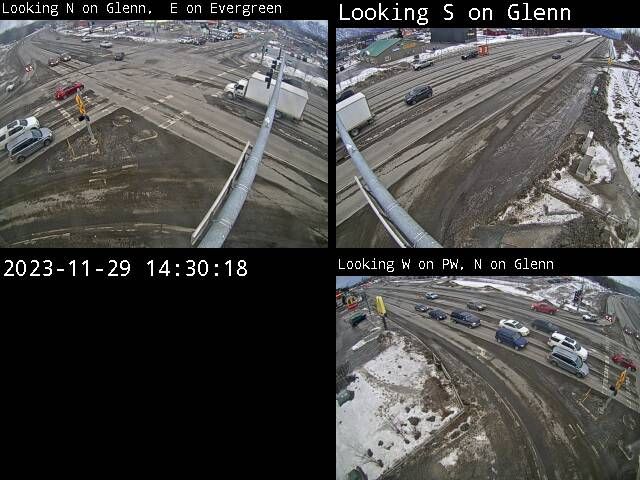 Looking N on Glenn,  E on Evergreen
Looking S on Glenn
2023-11-29 14:30:18
Looking W on PW, N on Glenn